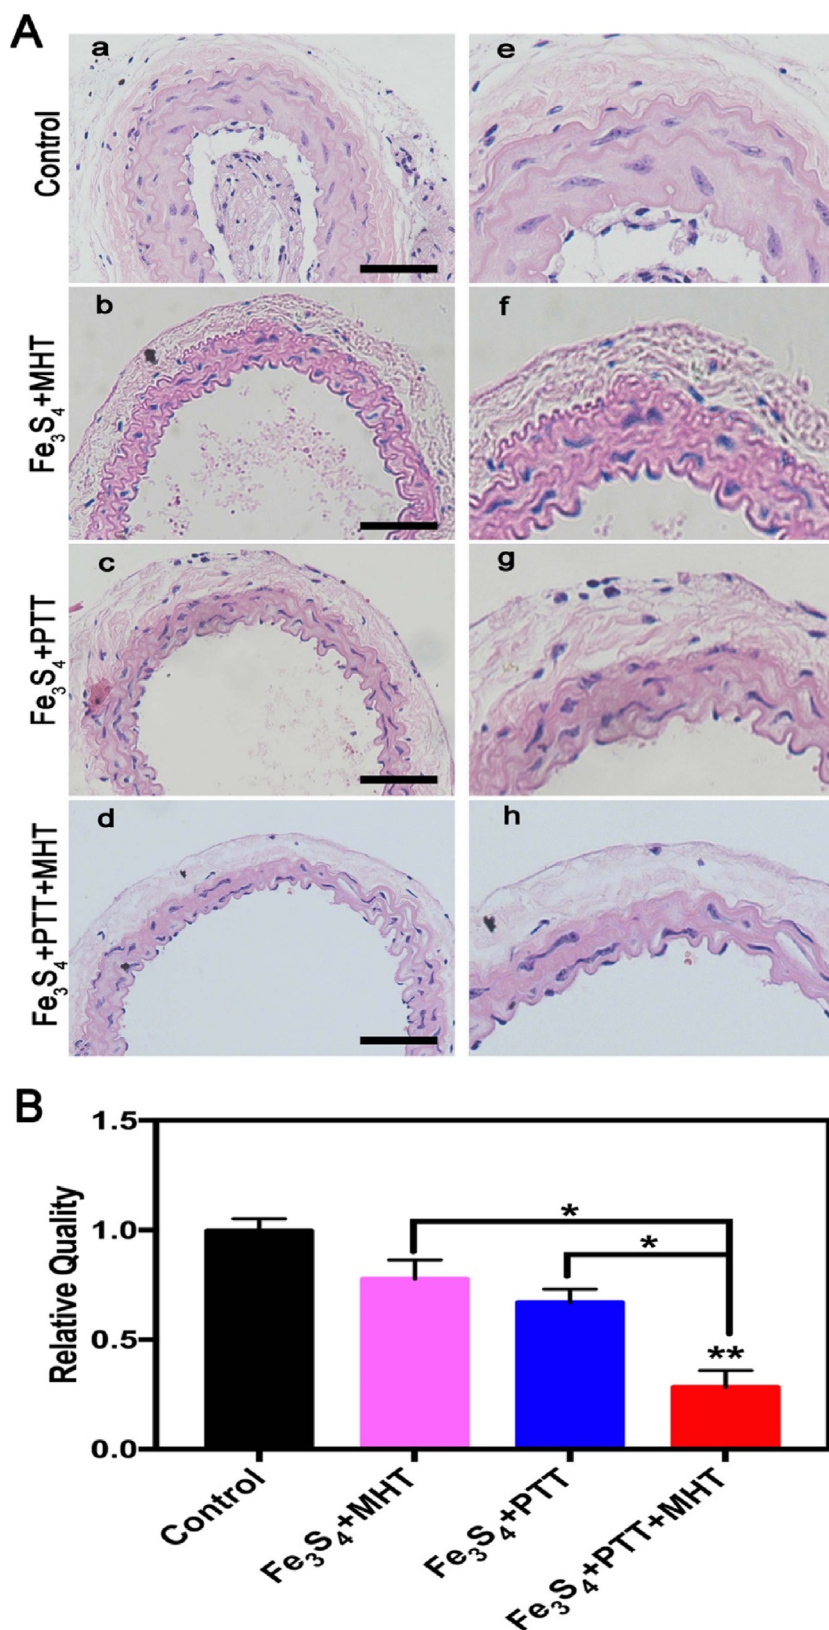 A
a
e
Control
b
f
Fe₃S₄+MHT
c
g
Fe₃S₄+PTT
d
h
Fe₃S₄+PTT+MHT
B
1.5
1.0
0.5
0.0
Relative Quality
*
*
**
Control
Fe₃S₄+MHT
Fe₃S₄+PTT
Fe₃S₄+PTT+MHT